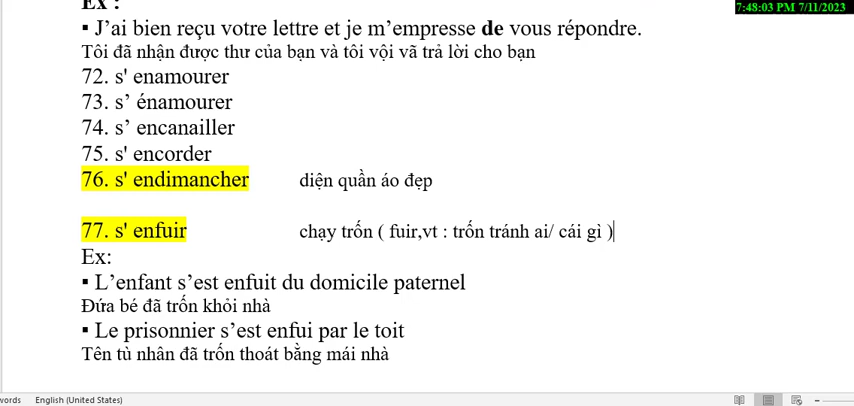 Ex :
7:48:03 PM 7/11/2023
▪ J’ai bien reçu votre lettre et je m’empresse de vous répondre.
Tôi đã nhận được thư của bạn và tôi vội vã trả lời cho bạn
72. s' enamourer
73. s’ énamourer
74. s’ encanailler
75. s' encorder
76. s' endimancher diện quần áo đẹp
77. s' enfuir chạy trốn ( fuir,vt : trốn tránh ai/ cái gì )
Ex:
▪ L’enfant s’est enfuit du domicile paternel
Đứa bé đã trốn khỏi nhà
▪ Le prisonnier s’est enfui par le toit
Tên tù nhân đã trốn thoát bằng mái nhà
words English (United States)